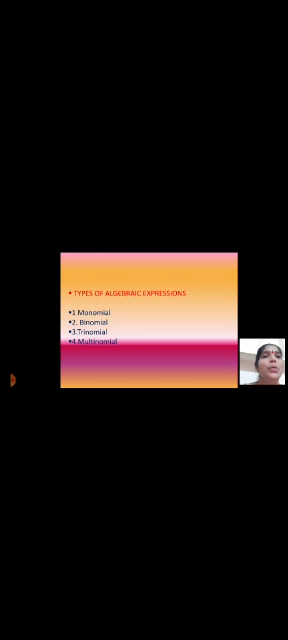 ▪ TYPES OF ALGEBRAIC EXPRESSIONS
▪1 Monomial
▪2. Binomial
▪3.Trinomial
▪4.Multinomial